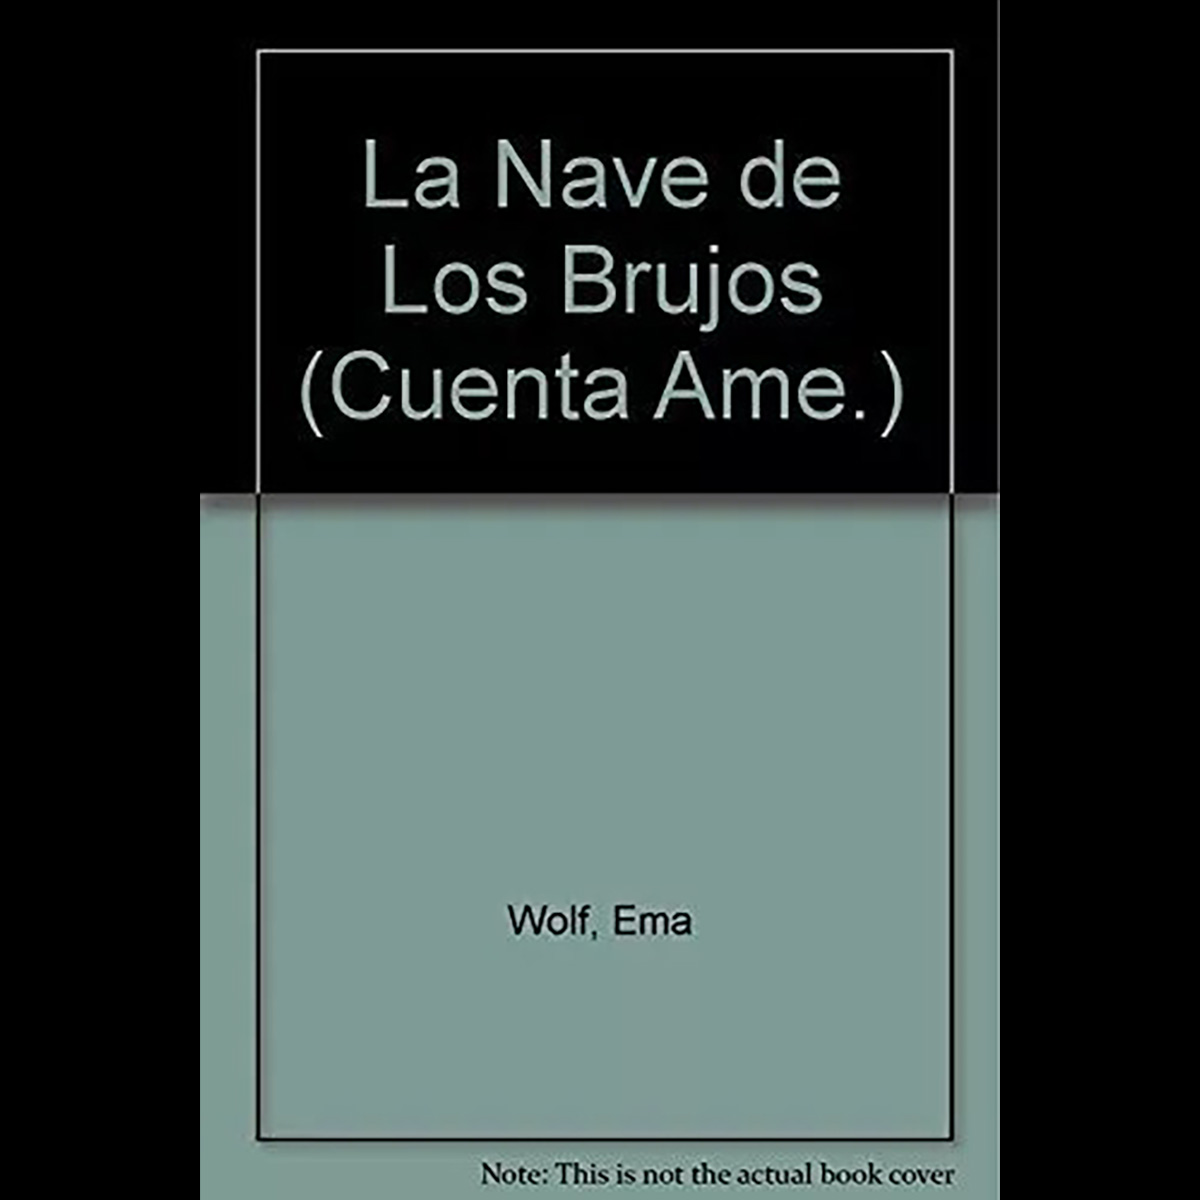 La Nave de
Los Brujos
(Cuenta Ame.)
Wolf, Ema
Note: This is not the actual book cover